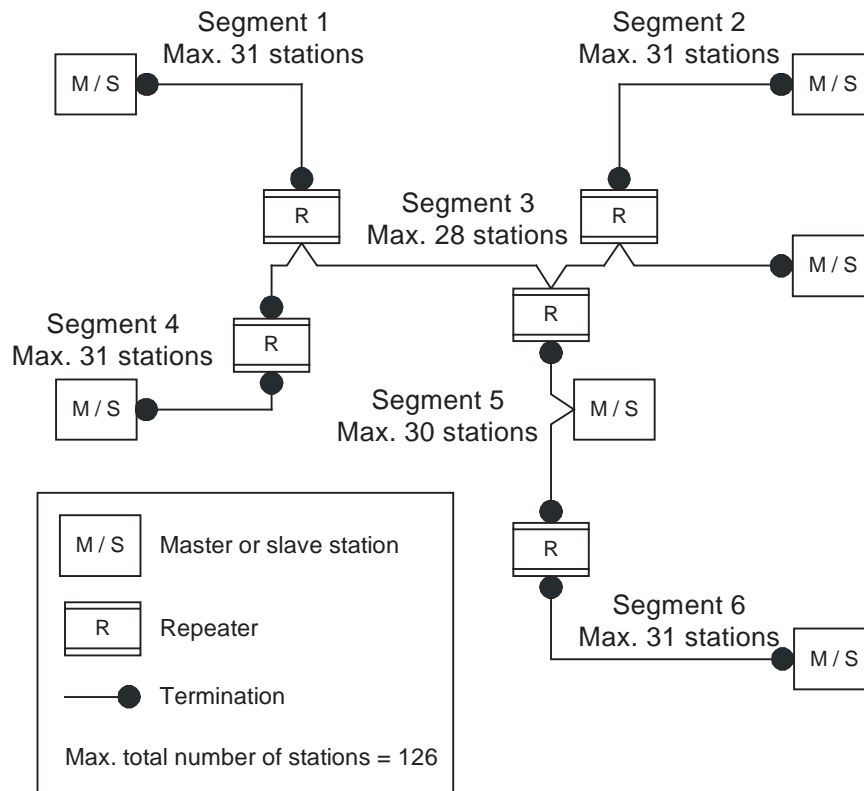 Segment 1
Max. 31 stations
Segment 2
Max. 31 stations
M / S
M / S
R
Segment 3
Max. 28 stations
R
M / S
R
Segment 4
Max. 31 stations
R
M / S
Segment 5
Max. 30 stations
M / S
M / S
Master or slave station
R
R
Repeater
Segment 6
Max. 31 stations
M / S
Termination
Max. total number of stations = 126